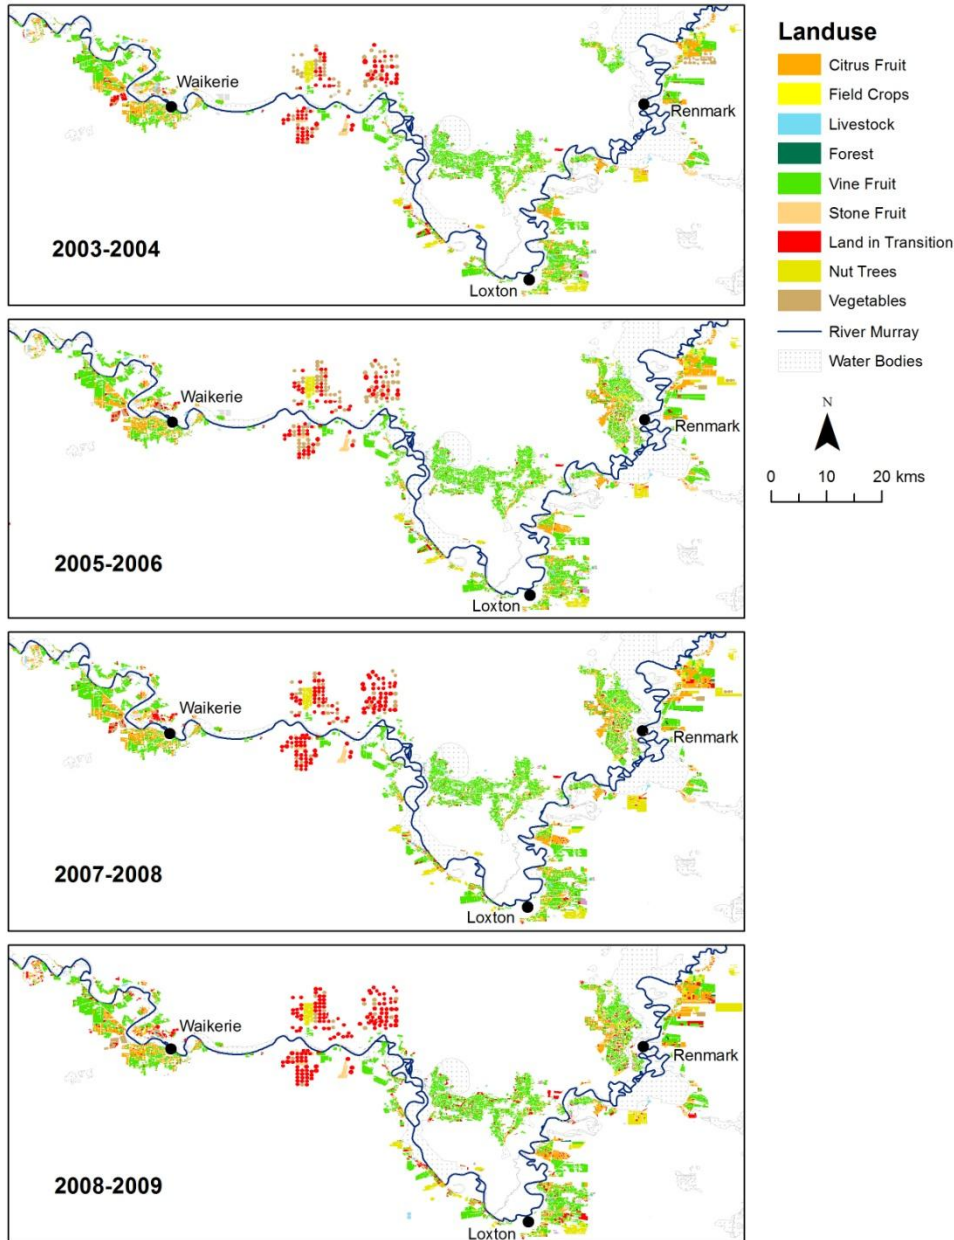 Waikerie
Renmark
2003-2004
Loxton
Landuse
Citrus Fruit
Field Crops
Livestock
Forest
Vine Fruit
Stone Fruit
Land in Transition
Nut Trees
Vegetables
River Murray
Water Bodies
N
0 10 20 kms
Waikerie
Renmark
2005-2006
Loxton
Waikerie
Renmark
2007-2008
Loxton
Waikerie
Renmark
2008-2009
Loxton